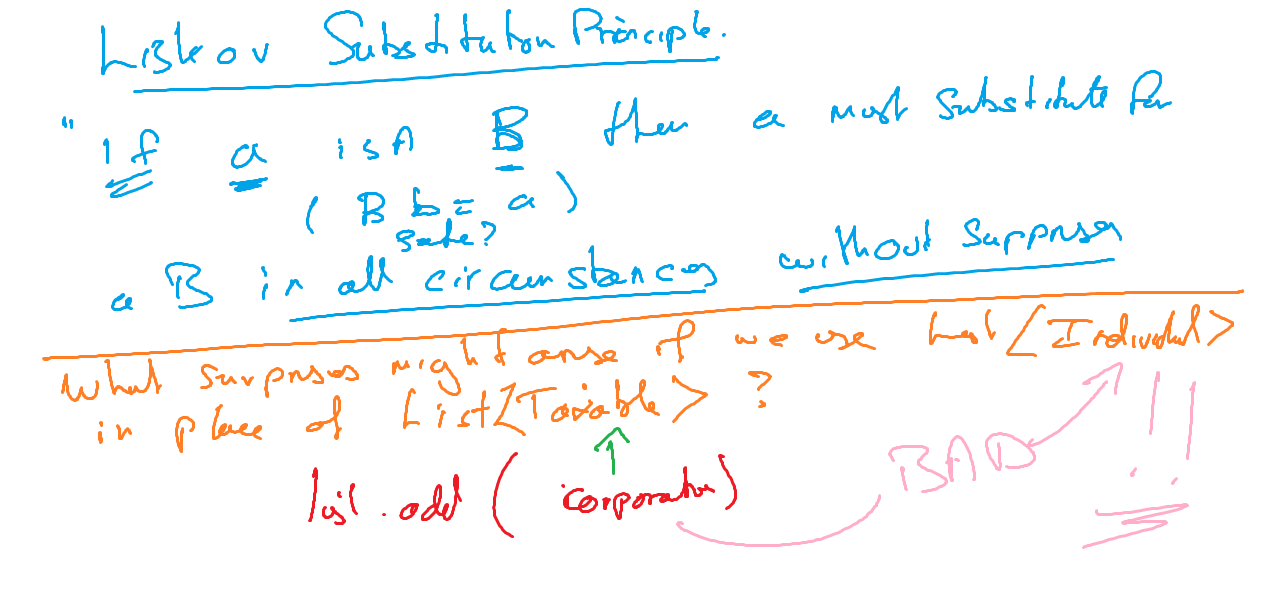 Liskov Substitution Principle.
" If a isA B then a must substitute for
( B b = a )
safe?
a B in all circumstances without surprises
What surprises might arise if we use List<Individual>
in place of List<Taxable> ?
list.add ( corporation )
BAD !!